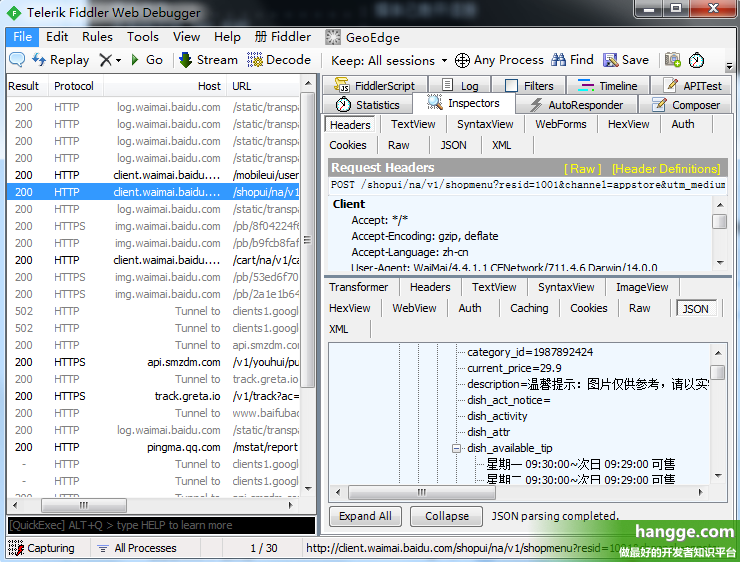 Telerik Fiddler Web Debugger
File Edit Rules Tools View Help 册 Fiddler GeoEdge
Replay Go Stream Decode Keep: All sessions Any Process Find Save
Result Protocol Host URL
200 HTTP log.waimai.baidu.com /static/transpa
200 HTTP log.waimai.baidu.com /static/transpa
200 HTTP log.waimai.baidu.com /static/transpa
200 HTTP log.waimai.baidu.com /static/transpa
200 HTTP client.waimai.baidu.... /mobileui/user
200 HTTP client.waimai.baidu.... /shopui/na/v1
200 HTTP log.waimai.baidu.com /static/transpa
200 HTTPS img.waimai.baidu.com /pb/8f04224f6
200 HTTPS img.waimai.baidu.com /pb/b9fcb8faf
200 HTTP client.waimai.baidu.... /cart/na/v1/ca
200 HTTPS img.waimai.baidu.com /pb/53ed6f70
200 HTTPS img.waimai.baidu.com /pb/2a1e1b64
502 HTTP Tunnel to clients1.google
502 HTTP Tunnel to clients1.google
200 HTTP Tunnel to api.smzdm.com
200 HTTPS api.smzdm.com /v1/youhui/pu
200 HTTP Tunnel to track.greta.io
200 HTTPS track.greta.io /v1/track?ac=
200 HTTP Tunnel to www.baifubao
200 HTTP log.waimai.baidu.com /static/transpa
200 HTTP pingma.qq.com /mstat/report
- HTTP Tunnel to clients1.google
- HTTP Tunnel to clients1.google
[QuickExec] ALT+Q > type HELP to learn more
FiddlerScript Log Filters Timeline APITest
Statistics Inspectors AutoResponder Composer
Headers TextView SyntaxView WebForms HexView Auth
Cookies Raw JSON XML
Request Headers [ Raw ] [Header Definitions]
POST /shopui/na/v1/shopmenu?resid=1001&channel=appstore&utm_medium
Client
Accept: */*
Accept-Encoding: gzip, deflate
Accept-Language: zh-cn
User-Agent: WaiMai/4.4.1.1 CFNetwork/711.4.6 Darwin/14.0.0
Transformer Headers TextView SyntaxView ImageView
HexView WebView Auth Caching Cookies Raw JSON
XML
category_id=1987892424
current_price=29.9
description=温馨提示：图片仅供参考，请以实
dish_act_notice=
dish_activity
dish_attr
dish_available_tip
星期一 09:30:00~次日 09:29:00 可售
星期二 09:30:00~次日 09:29:00 可售
Expand All Collapse JSON parsing completed.
Capturing All Processes 1 / 30 http://client.waimai.baidu.com/shopui/na/v1/shopmenu?resid=1001
hangge.com
做最好的开发者知识平台